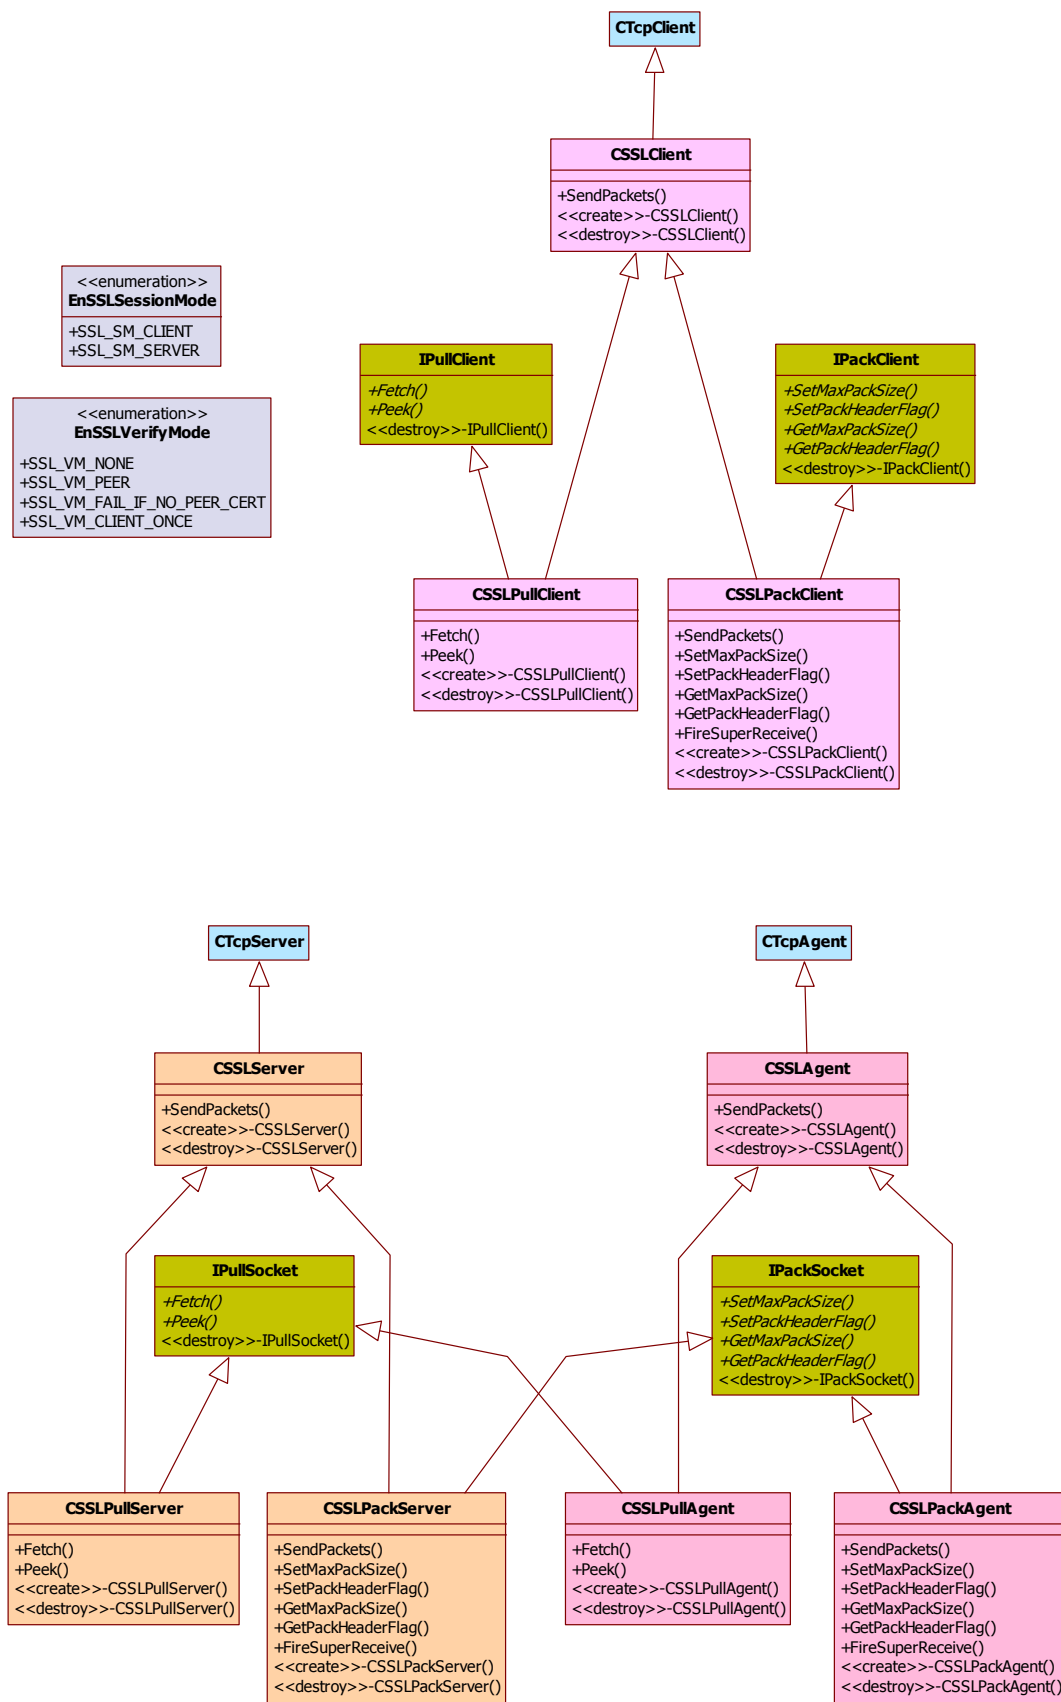 CTcpClient
CSSLClient
+SendPackets()
<<create>>-CSSLClient()
<<destroy>>-CSSLClient()
<<enumeration>>
EnSSLSessionMode
+SSL_SM_CLIENT
+SSL_SM_SERVER
<<enumeration>>
EnSSLVerifyMode
+SSL_VM_NONE
+SSL_VM_PEER
+SSL_VM_FAIL_IF_NO_PEER_CERT
+SSL_VM_CLIENT_ONCE
IPullClient
+Fetch()
+Peek()
<<destroy>>-IPullClient()
IPackClient
+SetMaxPackSize()
+SetPackHeaderFlag()
+GetMaxPackSize()
+GetPackHeaderFlag()
<<destroy>>-IPackClient()
CSSLPullClient
+Fetch()
+Peek()
<<create>>-CSSLPullClient()
<<destroy>>-CSSLPullClient()
CSSLPackClient
+SendPackets()
+SetMaxPackSize()
+SetPackHeaderFlag()
+GetMaxPackSize()
+GetPackHeaderFlag()
+FireSuperReceive()
<<create>>-CSSLPackClient()
<<destroy>>-CSSLPackClient()
CTcpServer
CTcpAgent
CSSLServer
+SendPackets()
<<create>>-CSSLServer()
<<destroy>>-CSSLServer()
CSSLAgent
+SendPackets()
<<create>>-CSSLAgent()
<<destroy>>-CSSLAgent()
IPullSocket
+Fetch()
+Peek()
<<destroy>>-IPullSocket()
IPackSocket
+SetMaxPackSize()
+SetPackHeaderFlag()
+GetMaxPackSize()
+GetPackHeaderFlag()
<<destroy>>-IPackSocket()
CSSLPullServer
+Fetch()
+Peek()
<<create>>-CSSLPullServer()
<<destroy>>-CSSLPullServer()
CSSLPackServer
+SendPackets()
+SetMaxPackSize()
+SetPackHeaderFlag()
+GetMaxPackSize()
+GetPackHeaderFlag()
+FireSuperReceive()
<<create>>-CSSLPackServer()
<<destroy>>-CSSLPackServer()
CSSLPullAgent
+Fetch()
+Peek()
<<create>>-CSSLPullAgent()
<<destroy>>-CSSLPullAgent()
CSSLPackAgent
+SendPackets()
+SetMaxPackSize()
+SetPackHeaderFlag()
+GetMaxPackSize()
+GetPackHeaderFlag()
+FireSuperReceive()
<<create>>-CSSLPackAgent()
<<destroy>>-CSSLPackAgent()